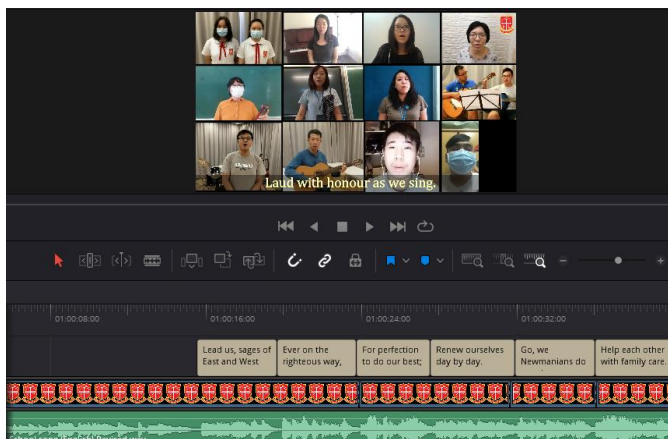 Laud with honour as we sing.
01:00:08:00
01:00:16:00
01:00:24:00
01:00:32:00
Lead us, sages of
East and West
Ever on the
righteous way,
For perfection
to do our best;
Renew ourselves
day by day.
Go, we
Newmanians do
Help each other
with family care.